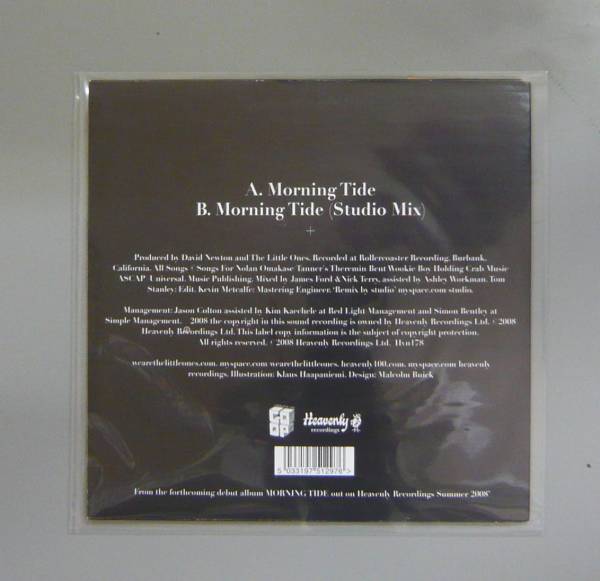 A. Morning Tide
B. Morning Tide (Studio Mix)
+
Produced by David Newton and The Little Ones. Recorded at Rollercoaster Recording, Burbank,
California. All Songs © Songs For Nolan Omakase Tanner's Theremin Bent Wookie Boy Holding Crab Music
ASCAP Universal Music Publishing. Mixed by James Ford & Nick Terry, assisted by Ashley Workman. Tom
Stanley: Edit. Kevin Metcalfe: Mastering Engineer. 'Remix by studio' myspace.com studio.
Management: Jason Colton assisted by Kim Kaechele at Red Light Management and Simon Bentley at
Simple Management. 2008 the copyright in this sound recording is owned by Heavenly Recordings Ltd. © 2008
Heavenly Recordings Ltd. This label copy information is the subject of copyright protection.
All rights reserved. © 2008 Heavenly Recordings Ltd. Hvn178
wearethelittleones.com. myspace.com wearethelittleones. heavenly100.com. myspace.com heavenly
recordings. Illustration: Klaus Haapaniemi. Design: Malcolm Buick
Heavenly
recordings
5 033197 512976 >
From the forthcoming debut album MORNING TIDE out on Heavenly Recordings Summer 2008'